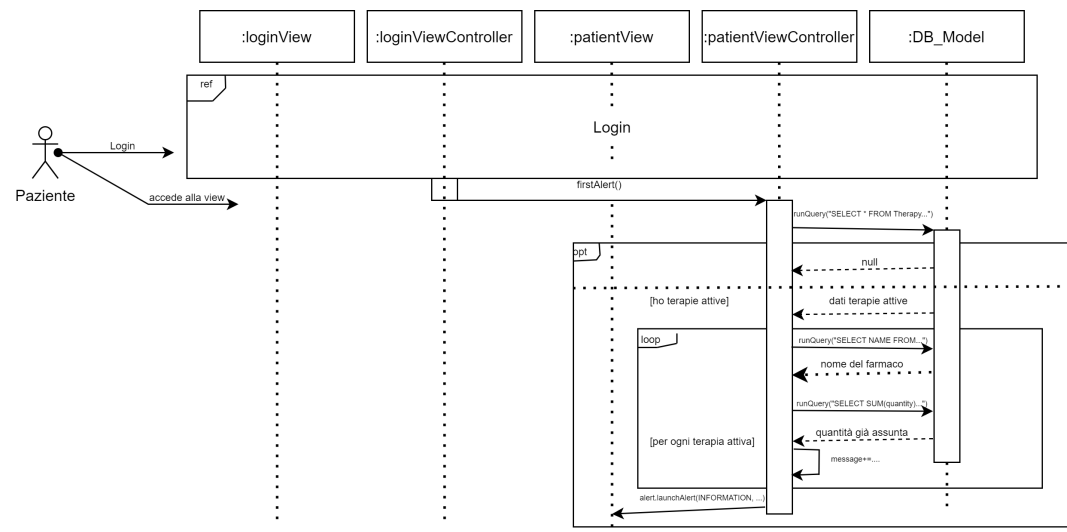 :loginView
:loginViewController
:patientView
:patientViewController
:DB_Model
ref
Login
Login
Paziente
accede alla view
firstAlert()
runQuery("SELECT * FROM Therapy...")
opt
null
[ho terapie attive]
dati terapie attive
loop
runQuery("SELECT NAME FROM...")
nome del farmaco
runQuery("SELECT SUM(quantity)...")
quantità già assunta
[per ogni terapia attiva]
message+=....
alert.launchAlert(INFORMATION, ...)